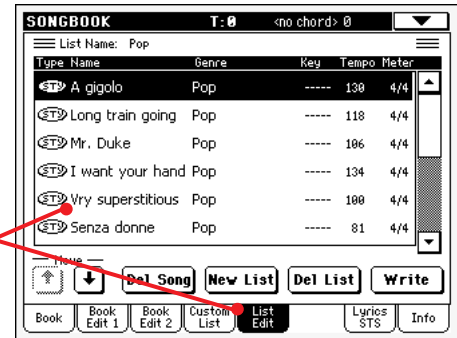 SONGBOOK T:0 <no chord> 0
List Name: Pop
Type Name Genre Key Tempo Meter
STY A gigolo Pop ----- 130 4/4
STY Long train going Pop ----- 118 4/4
STY Mr. Duke Pop ----- 106 4/4
STY I want your hand Pop ----- 134 4/4
STY Vry superstitious Pop ----- 100 4/4
STY Senza donne Pop ----- 81 4/4
Move
Del Song New List Del List Write
Book Book Edit 1 Book Edit 2 Custom List List Edit Lyrics STS Info